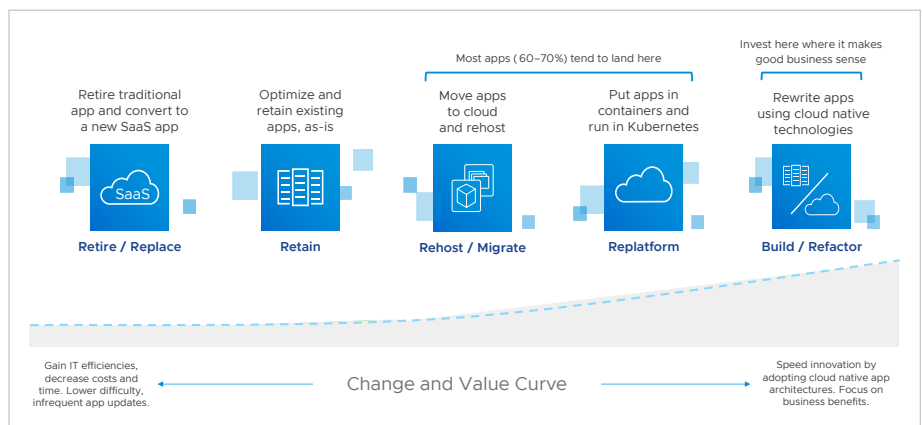 Most apps (60–70%) tend to land here
Invest here where it makes
good business sense
Retire traditional
app and convert to
a new SaaS app
Optimize and
retain existing
apps, as-is
Move apps
to cloud
and rehost
Put apps in
containers and
run in Kubernetes
Rewrite apps
using cloud native
technologies
SaaS
Retire / Replace
Retain
Rehost / Migrate
Replatform
Build / Refactor
Gain IT efficiencies,
decrease costs and
time. Lower difficulty,
infrequent app updates.
Change and Value Curve
Speed innovation by
adopting cloud native app
architectures. Focus on
business benefits.